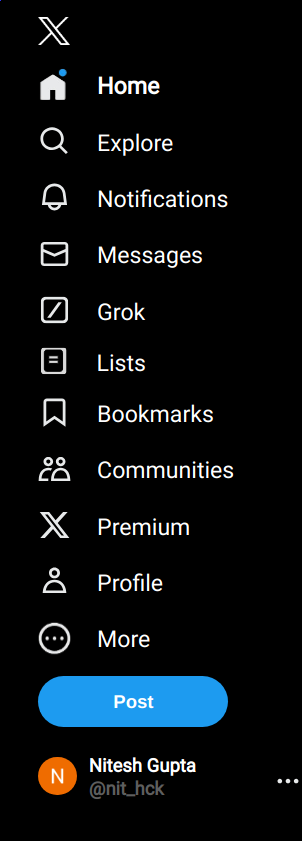 Home
Explore
Notifications
Messages
Grok
Lists
Bookmarks
Communities
Premium
Profile
More
Post
N
Nitesh Gupta
@nit_hck